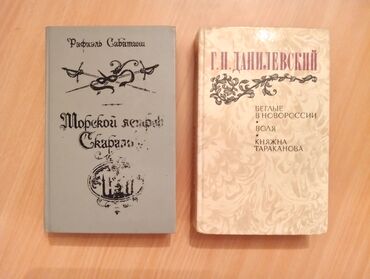 Рафаэль Сабатини
Морской ястреб
Скарамуш
Г.П. ДАНИЛЕВСКИЙ
БЕГЛЫЕ
В НОВОРОССИИ
•
ВОЛЯ
•
КНЯЖНА
ТАРАКАНОВА